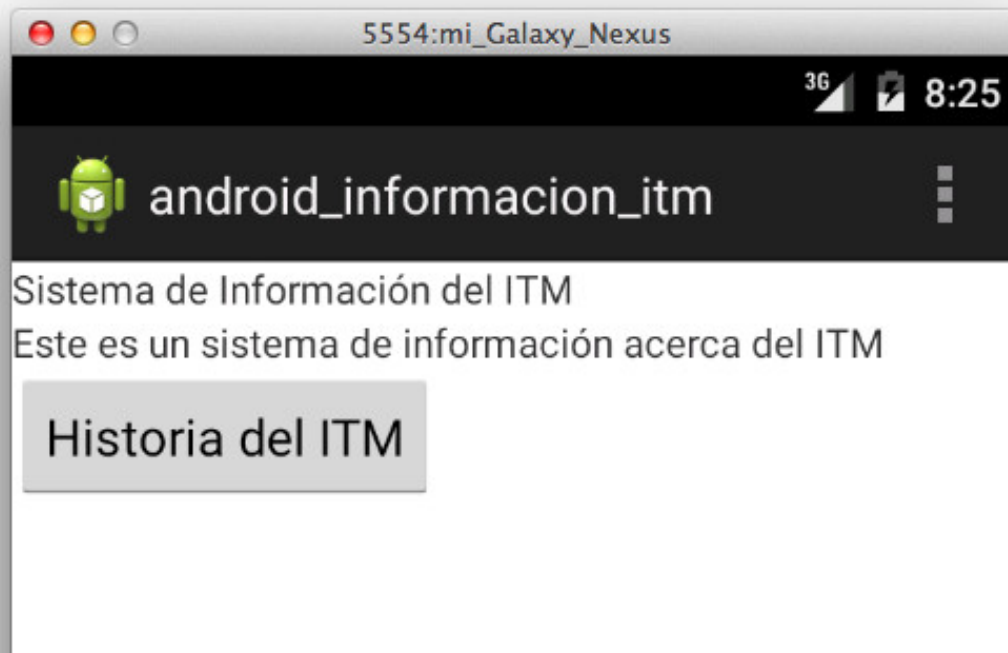 5554:mi_Galaxy_Nexus
3G 8:25
android_informacion_itm
Sistema de Información del ITM
Este es un sistema de información acerca del ITM
Historia del ITM